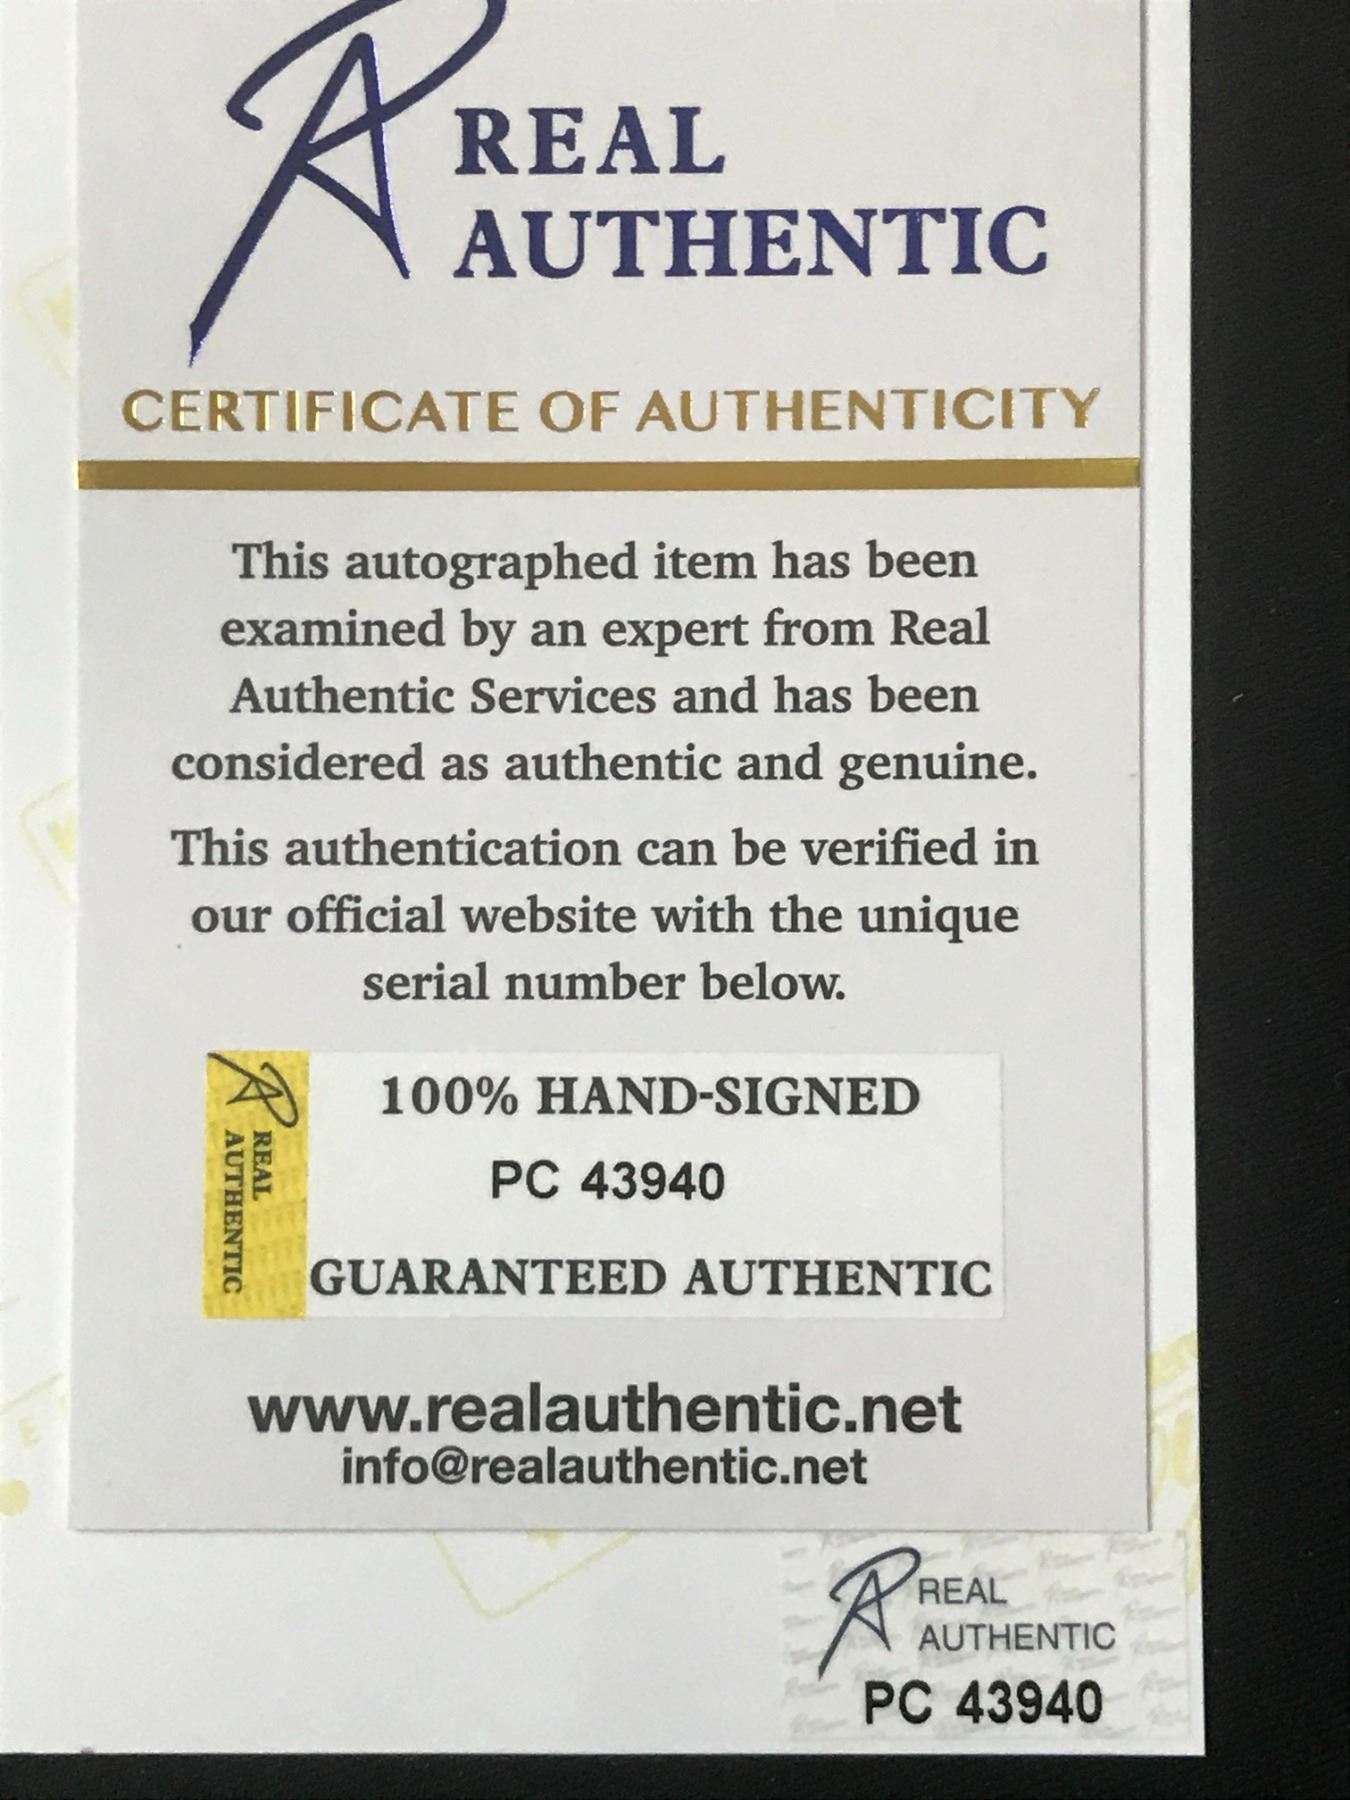 REAL
AUTHENTIC
CERTIFICATE OF AUTHENTICITY
This autographed item has been
examined by an expert from Real
Authentic Services and has been
considered as authentic and genuine.
This authentication can be verified in
our official website with the unique
serial number below.
REAL
AUTHENTIC
100% HAND-SIGNED
PC 43940
GUARANTEED AUTHENTIC
www.realauthentic.net
info@realauthentic.net
REAL
AUTHENTIC
PC 43940